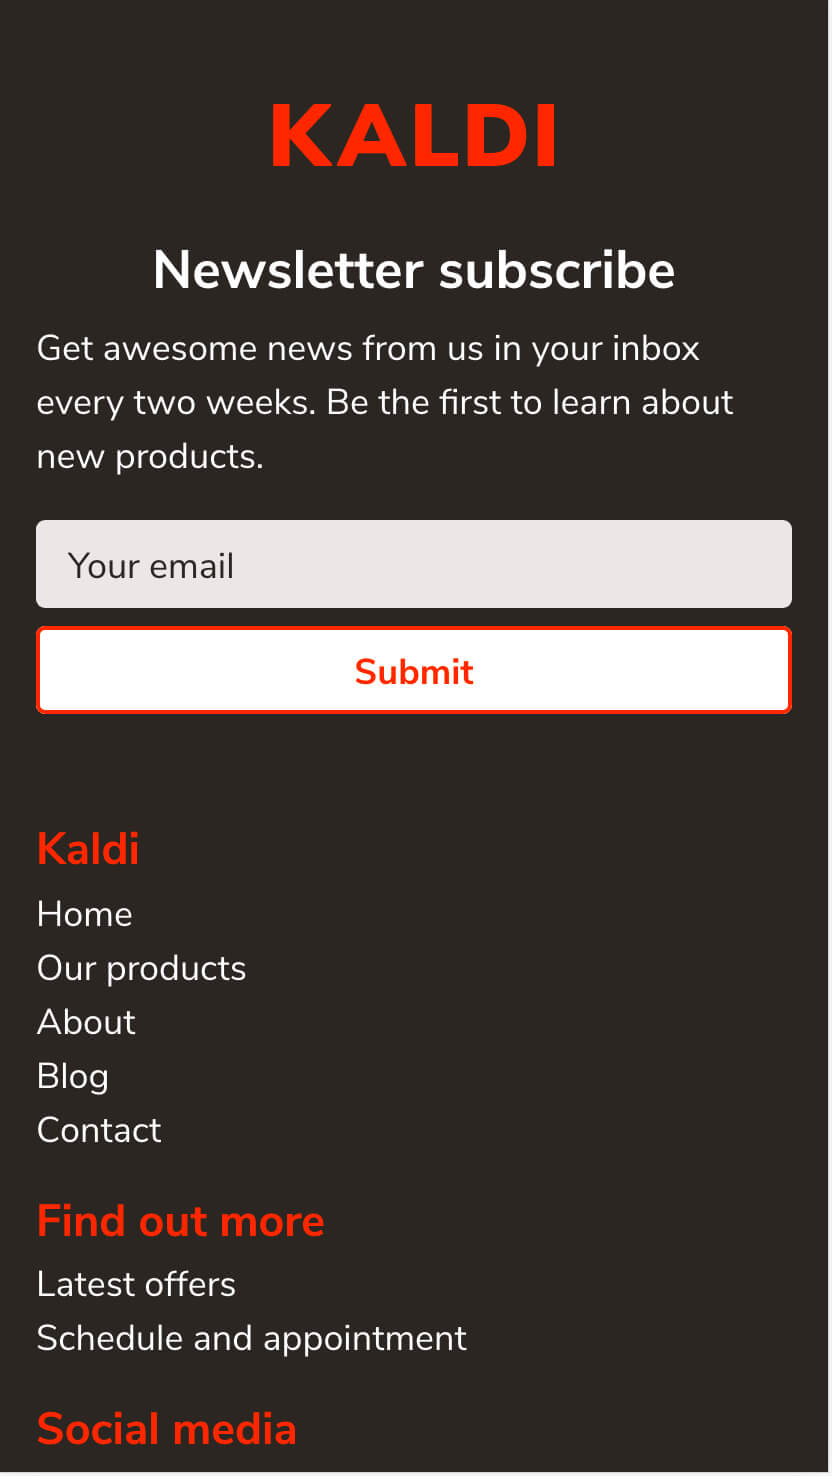 KALDI
Newsletter subscribe
Get awesome news from us in your inbox
every two weeks. Be the first to learn about
new products.
Your email
Submit
Kaldi
Home
Our products
About
Blog
Contact
Find out more
Latest offers
Schedule and appointment
Social media